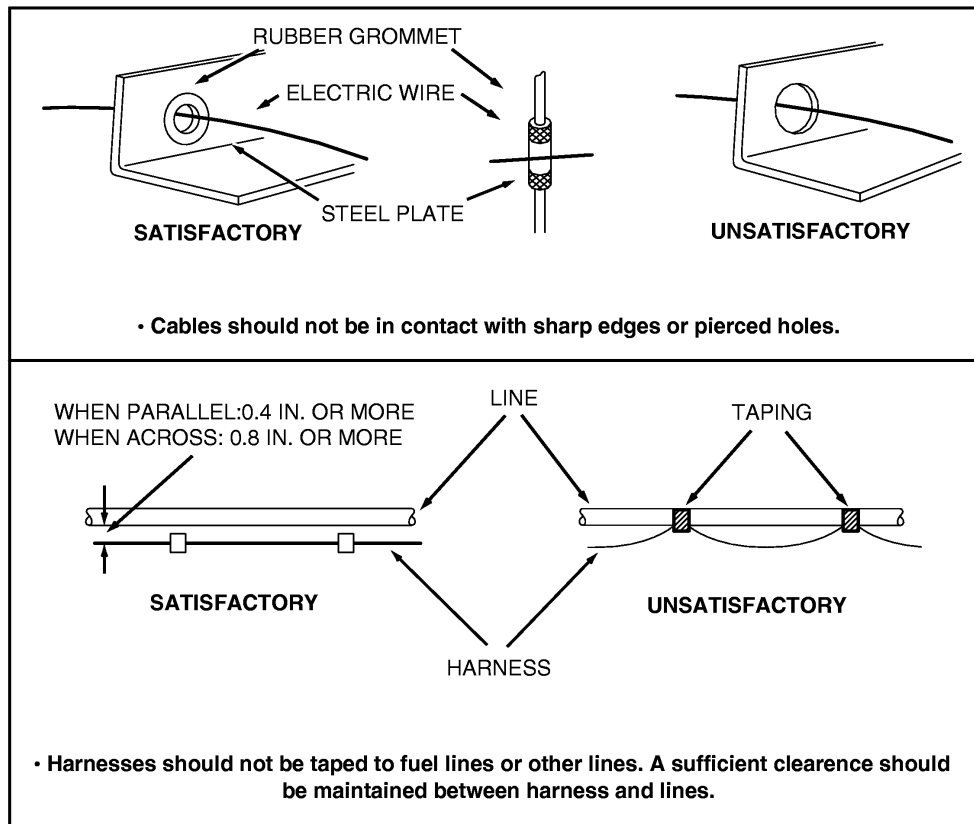 RUBBER GROMMET
ELECTRIC WIRE
STEEL PLATE
SATISFACTORY
UNSATISFACTORY
• Cables should not be in contact with sharp edges or pierced holes.
WHEN PARALLEL:0.4 IN. OR MORE
WHEN ACROSS: 0.8 IN. OR MORE
LINE
TAPING
SATISFACTORY
UNSATISFACTORY
HARNESS
• Harnesses should not be taped to fuel lines or other lines. A sufficient clearence should
be maintained between harness and lines.